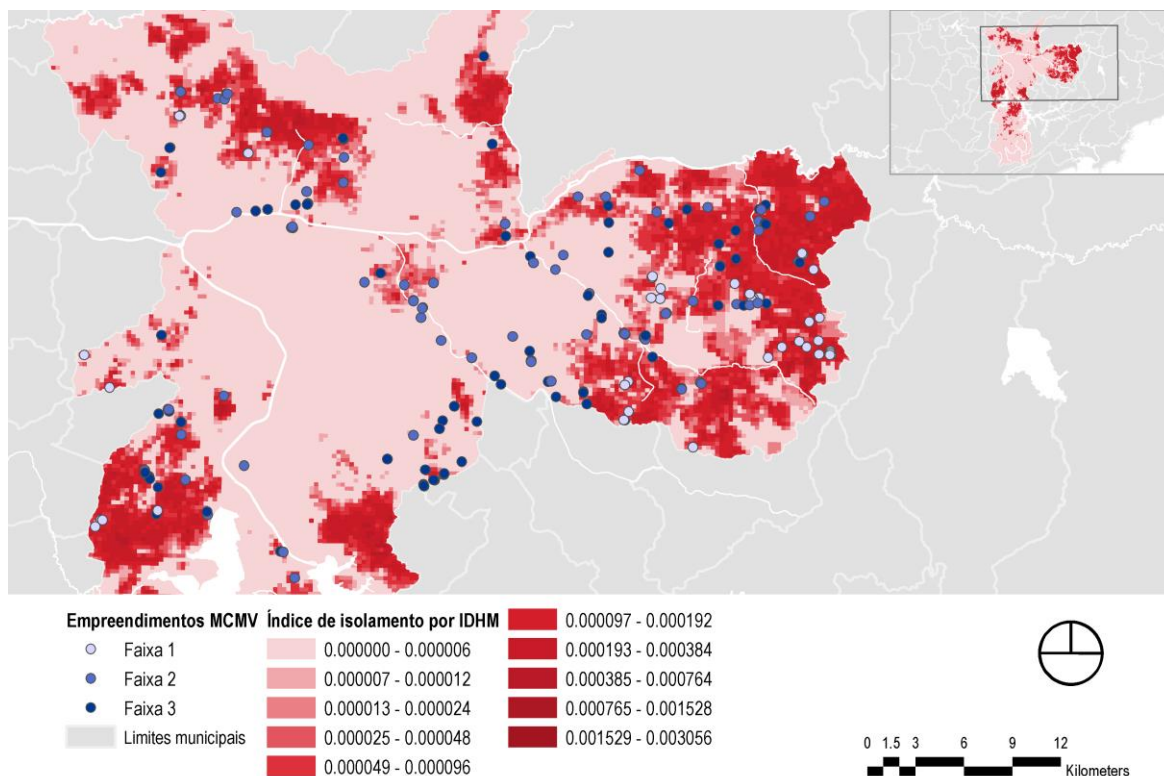 Empreendimentos MCMV
Faixa 1
Faixa 2
Faixa 3
Limites municipais
Índice de isolamento por IDHM
0.000000 - 0.000006
0.000007 - 0.000012
0.000013 - 0.000024
0.000025 - 0.000048
0.000049 - 0.000096
0.000097 - 0.000192
0.000193 - 0.000384
0.000385 - 0.000764
0.000765 - 0.001528
0.001529 - 0.003056
0 1.5 3 6 9 12
Kilometers